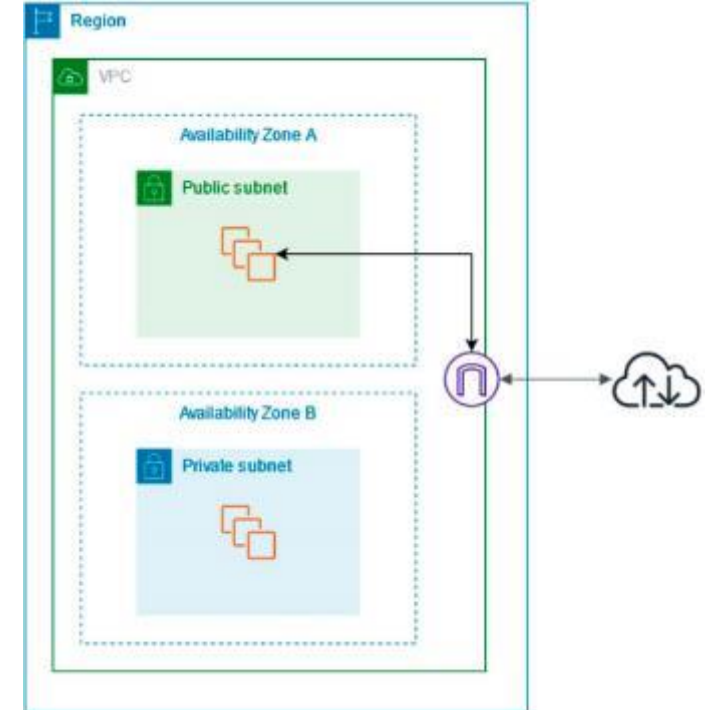 Region
VPC
Availability Zone A
Public subnet
Availability Zone B
Private subnet